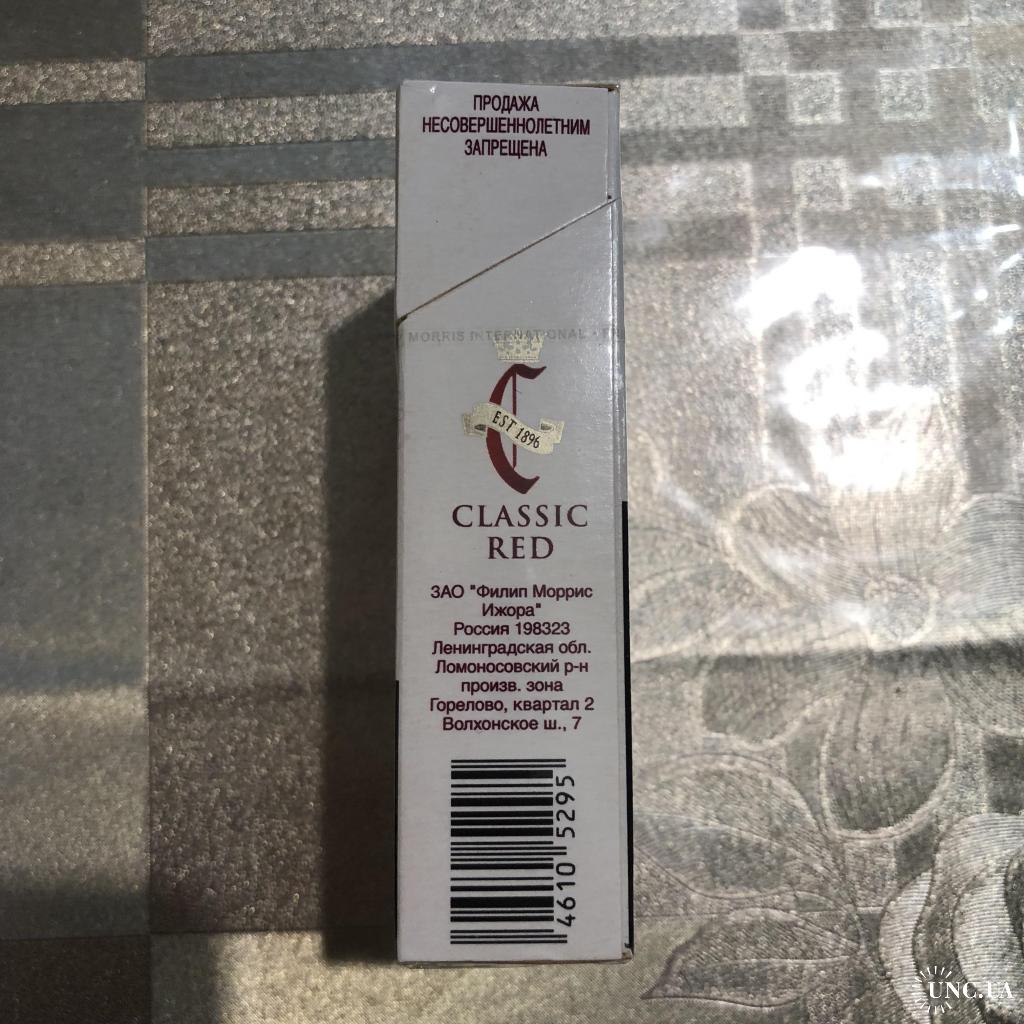 ПРОДАЖА
НЕСОВЕРШЕННОЛЕТНИМ
ЗАПРЕЩЕНА
MORRIS INTERNATIONAL
EST 1896
CLASSIC
RED
ЗАО "Филип Моррис
Ижора"
Россия 198323
Ленинградская обл.
Ломоносовский р-н
произв. зона
Горелово, квартал 2
Волхонское ш., 7
4610 5295
UNC.UA